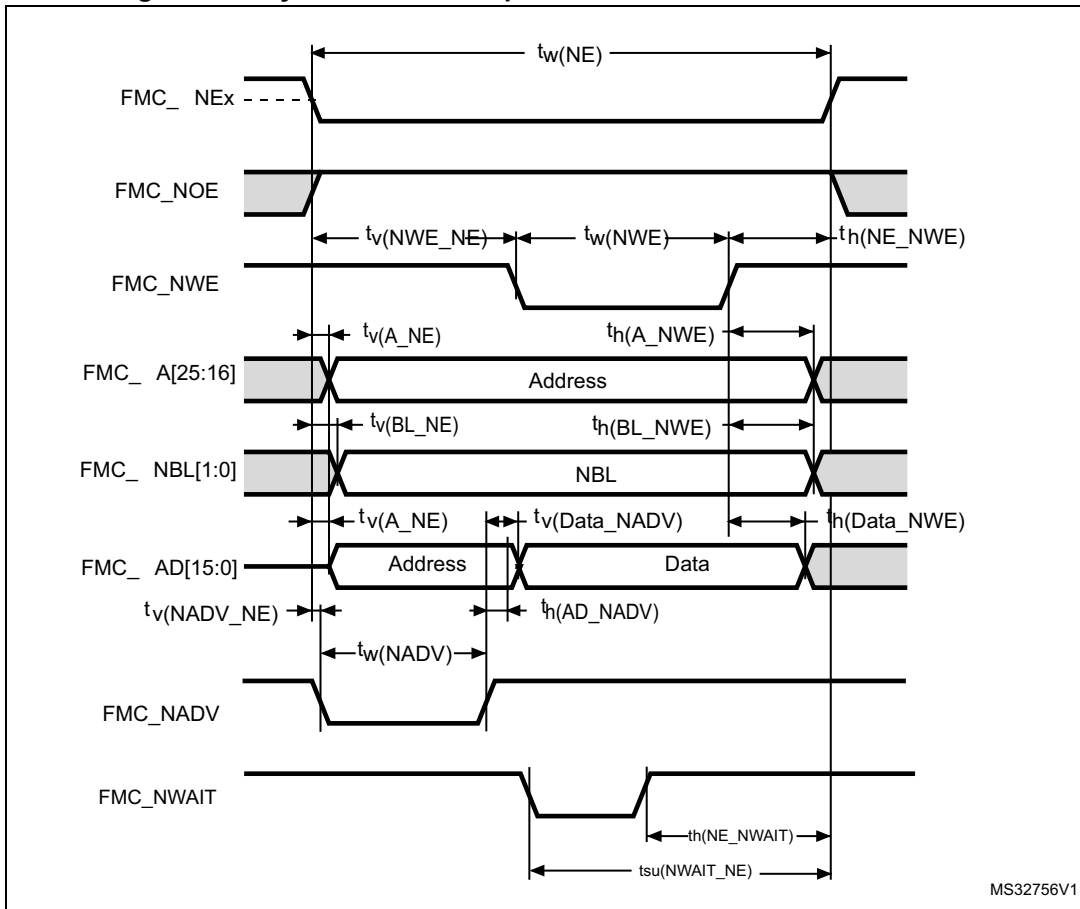 tw(NE)
FMC_ NEx
FMC_NOE
tv(NWE_NE)
tw(NWE)
th(NE_NWE)
FMC_NWE
tv(A_NE)
th(A_NWE)
FMC_ A[25:16]
Address
tv(BL_NE)
th(BL_NWE)
FMC_ NBL[1:0]
NBL
tv(A_NE)
tv(Data_NADV)
th(Data_NWE)
FMC_ AD[15:0]
Address
Data
tv(NADV_NE)
th(AD_NADV)
tw(NADV)
FMC_NADV
FMC_NWAIT
th(NE_NWAIT)
tsu(NWAIT_NE)
MS32756V1